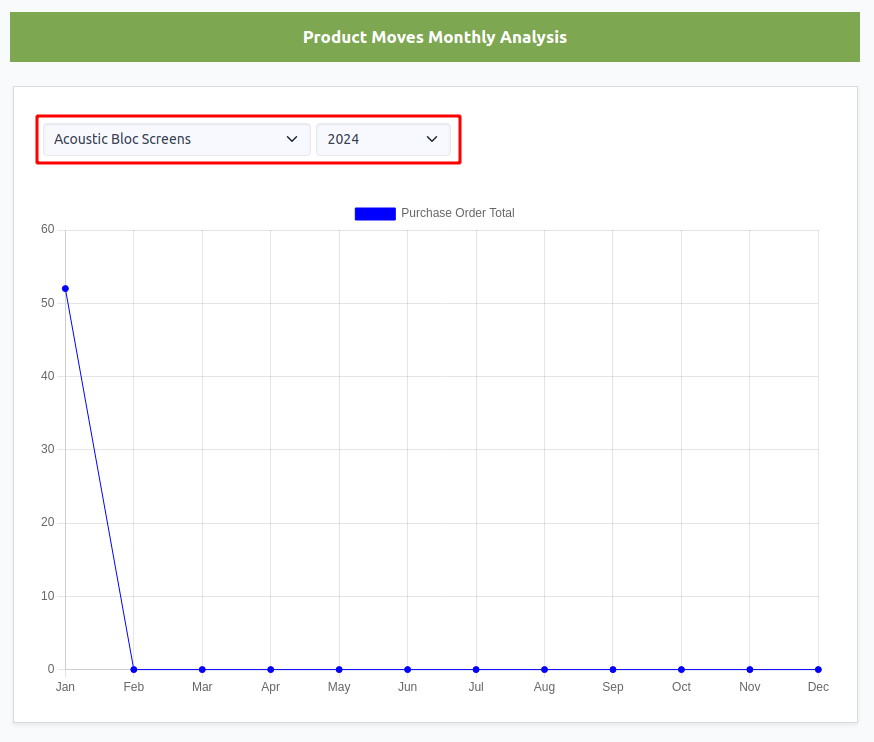 Product Moves Monthly Analysis
Acoustic Bloc Screens 2024
Purchase Order Total
60
50
40
30
20
10
0
Jan Feb Mar Apr May Jun Jul Aug Sep Oct Nov Dec